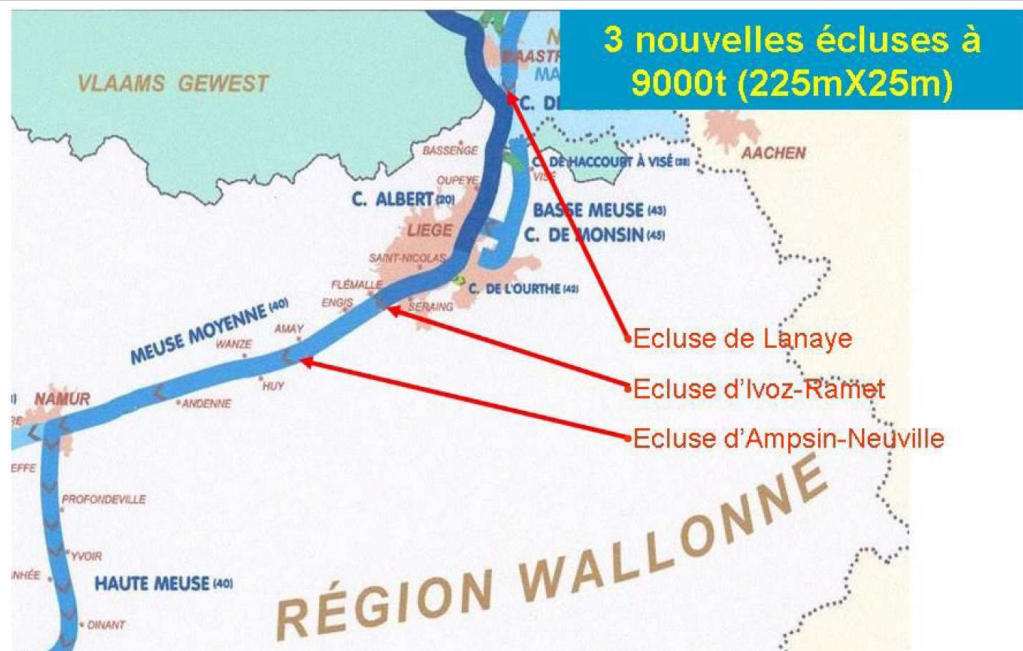 3 nouvelles écluses à
9000t (225mX25m)
VLAAMS GEWEST
AACHEN
BASSENGE
C. DE HACCOURT À VISÉ (38)
VISÉ
OUPEYE
C. ALBERT (20)
BASSE MEUSE (43)
LIEGE
C. DE MONSIN (45)
SAINT-NICOLAS
FLÉMALLE
C. DE L'OURTHE (42)
ENGIS
SERAING
MEUSE MOYENNE (40)
AMAY
WANZE
HUY
ANDENNE
NAMUR
Ecluse de Lanaye
Ecluse d'Ivoz-Ramet
Ecluse d'Ampsin-Neuville
PROFONDEVILLE
YVOIR
HAUTE MEUSE (40)
DINANT
RÉGION WALLONNE